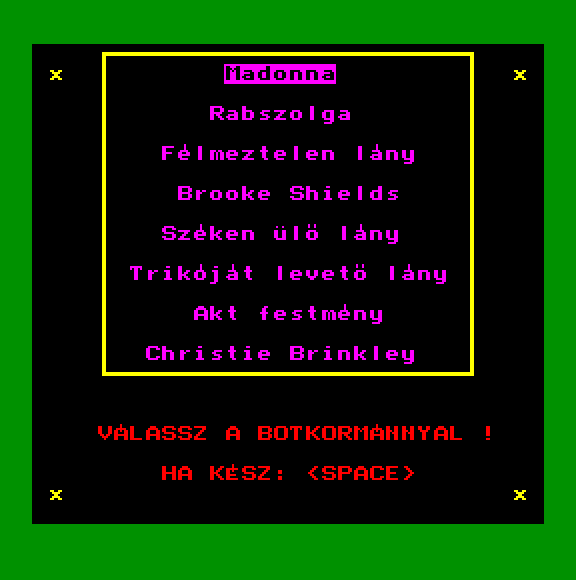 x x
Madonna
Rabszolga
Félmeztelen lány
Brooke Shields
Széken ülö lány
Trikóját levetö lány
Akt festmény
Christie Brinkley
VÁLASSZ A BOTKORMÁNNYAL !
HA KÉSZ: <SPACE>
x x